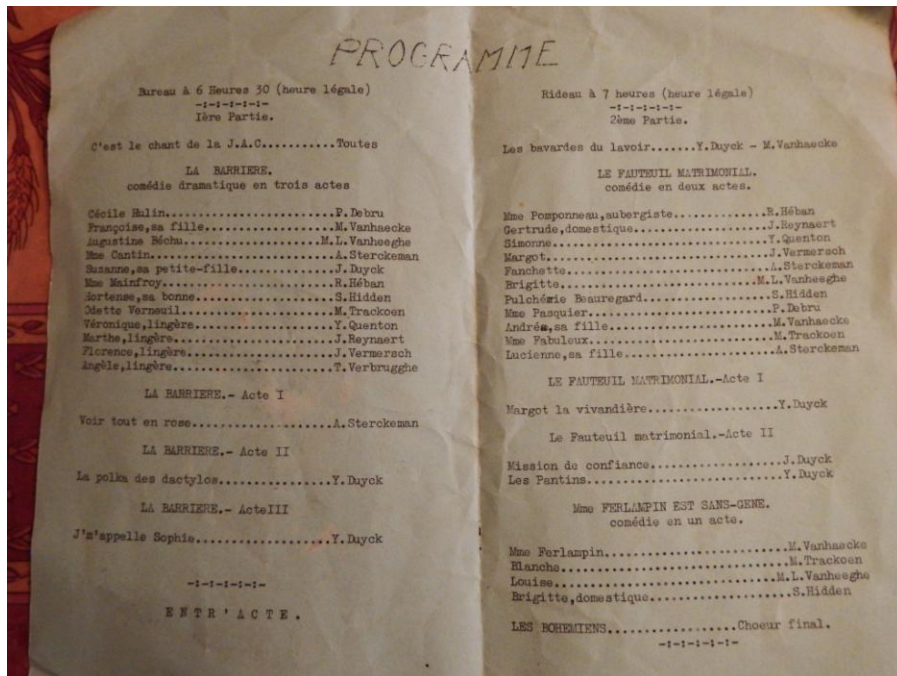 PROGRAMME
Bureau à 6 Heures 30 (heure légale)
-:-:-:-:-:-
Ière Partie.
C'est le chant de la J.A.C...........Toutes
LA BARRIERE.
comédie dramatique en trois actes
Cécile Hulin.........................P.Debru
Françoise,sa fille...................M.Vanhaecke
Augustine Béchu....................M.L.Vanheeghe
Mme Cantin...........................A.Sterckeman
Suzanne,sa petite-fille..............J.Duyck
Mme Mainfroy.........................R.Héban
Hortense,sa bonne....................S.Hidden
Odette Verneuil......................M.Trackoen
Véronique,lingère....................Y.Quenton
Marthe,lingère.......................J.Reynaert
Florence,lingère.....................J.Vermersch
Angèle,lingère.......................T.Verbrugghe
LA BARRIERE.- Acte I
Voir tout en rose.....................A.Sterckeman
LA BARRIERE.- Acte II
La polka des dactylos................Y.Duyck
LA BARRIERE.- ActeIII
J'm'appelle Sophie....................Y.Duyck
-:-:-:-:-:-
ENTR'ACTE.
Rideau à 7 heures (heure légale)
-:-:-:-:-:-
2ème Partie.
Les bavardes du lavoir.......Y.Duyck - M.Vanhaecke
LE FAUTEUIL MATRIMONIAL.
comédie en deux actes.
Mme Pomponneau,aubergiste.............R.Héban
Gertrude,domestique...................J.Reynaert
Simonne...............................Y.Quenton
Margot................................J.Vermersch
Fanchette.............................A.Sterckeman
Brigitte............................M.L.Vanheeghe
Pulchérie Beauregard..................S.Hidden
Mme Pasquier..........................P.Debru
Andrée,sa fille.......................M.Vanhaecke
Mme Fabuleux..........................M.Trackoen
Lucienne,sa fille.....................A.Sterckeman
LE FAUTEUIL MATRIMONIAL.-Acte I
Margot la vivandière..................Y.Duyck
Le Fauteuil matrimonial.-Acte II
Mission de confiance..................J.Duyck
Les Pantins...........................Y.Duyck
Mme FERLAMPIN EST SANS-GENE.
comédie en un acte.
Mme Ferlampin.........................M.Vanhaecke
Blanche...............................M.Trackoen
Louise..............................M.L.Vanheeghe
Brigitte,domestique...................S.Hidden
LES BOHEMIENS..................Choeur final.
-:-:-:-:-:-